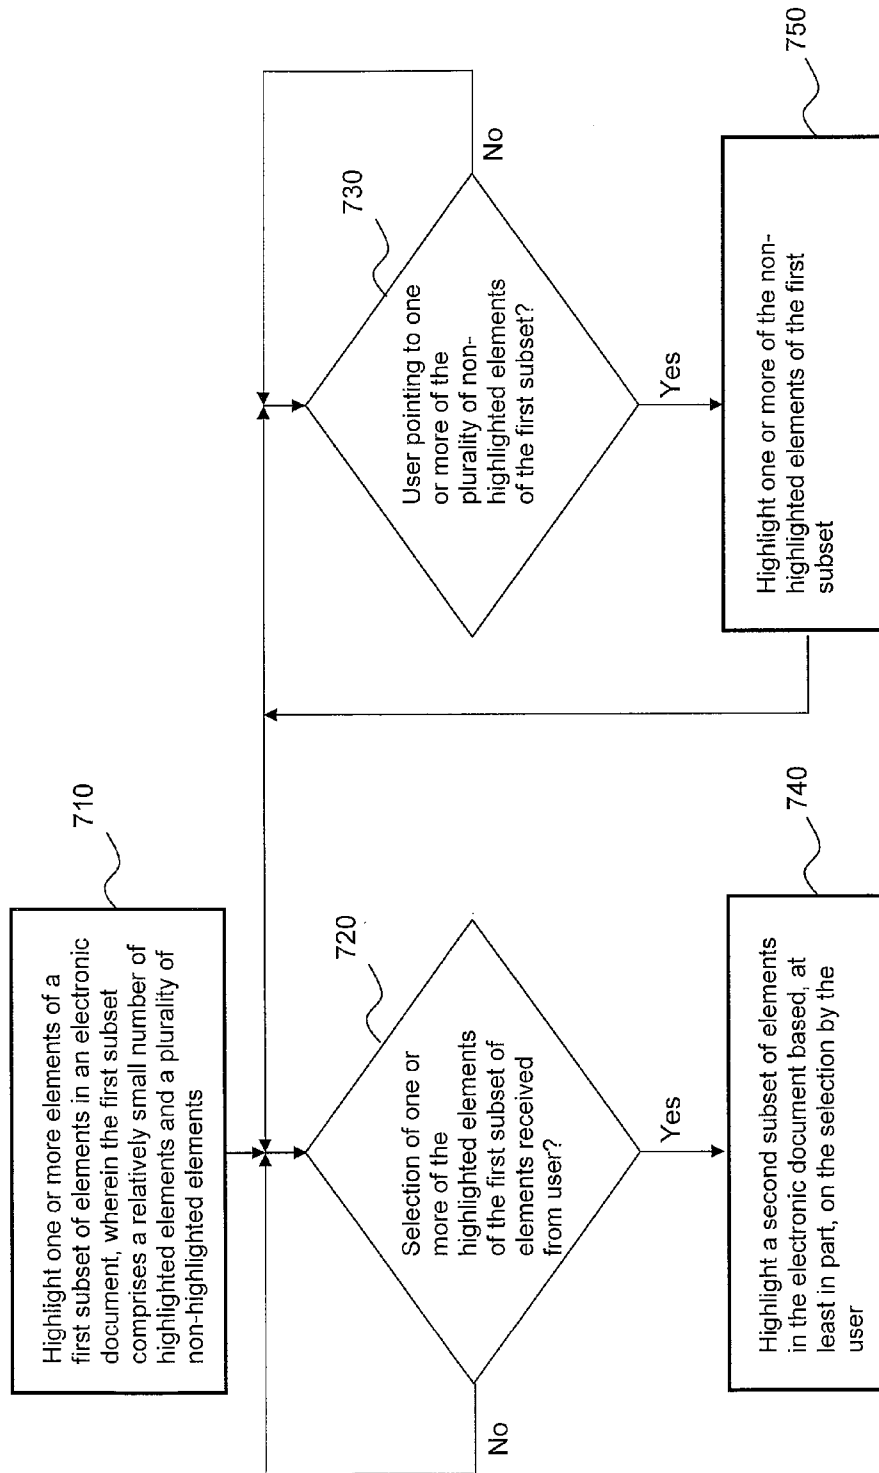 710
Highlight one or more elements of a
first subset of elements in an electronic
document, wherein the first subset
comprises a relatively small number of
highlighted elements and a plurality of
non-highlighted elements
720
Selection of one or
more of the
highlighted elements
of the first subset of
elements received
from user?
No
Yes
730
User pointing to one
or more of the
plurality of non-
highlighted elements
of the first subset?
No
Yes
740
Highlight a second subset of elements
in the electronic document based, at
least in part, on the selection by the
user
750
Highlight one or more of the non-
highlighted elements of the first
subset